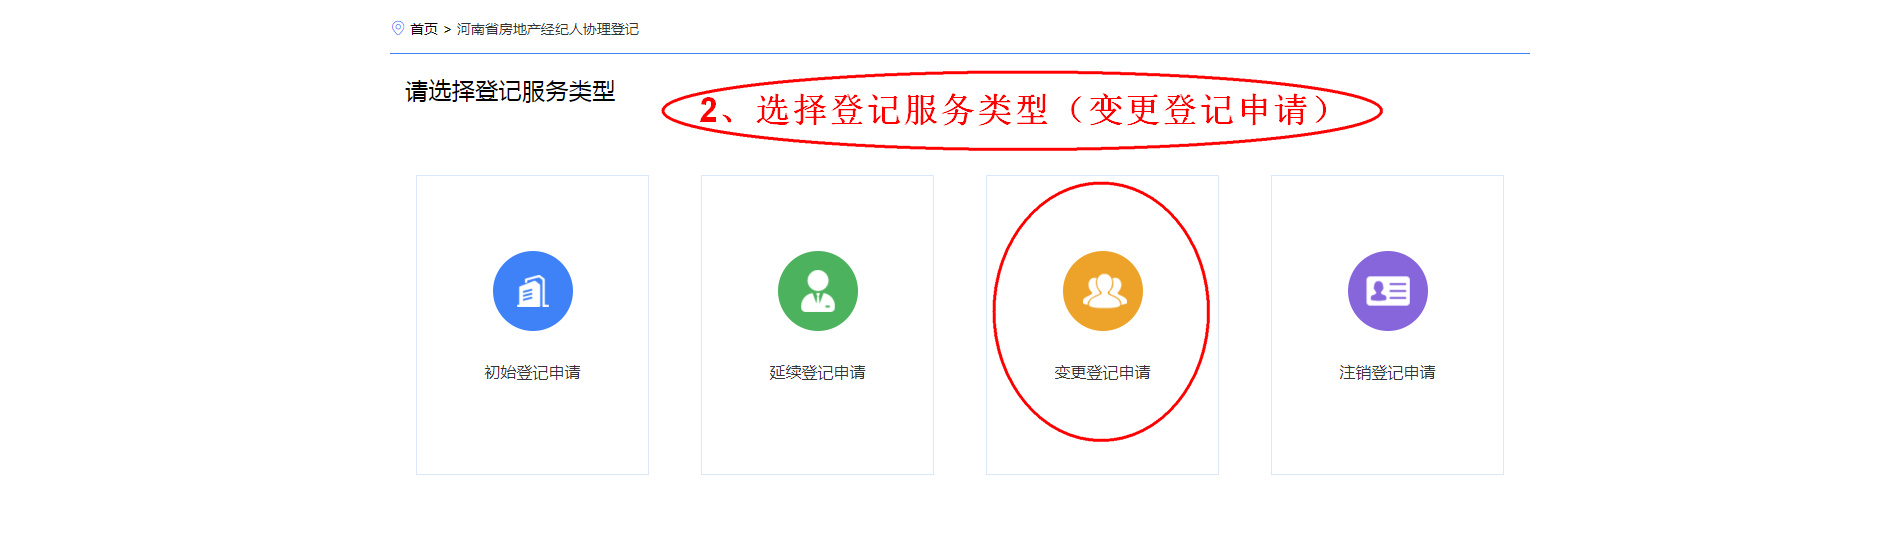 首页 > 河南省房地产经纪人协理登记
请选择登记服务类型
2、选择登记服务类型（变更登记申请）
初始登记申请
延续登记申请
变更登记申请
注销登记申请